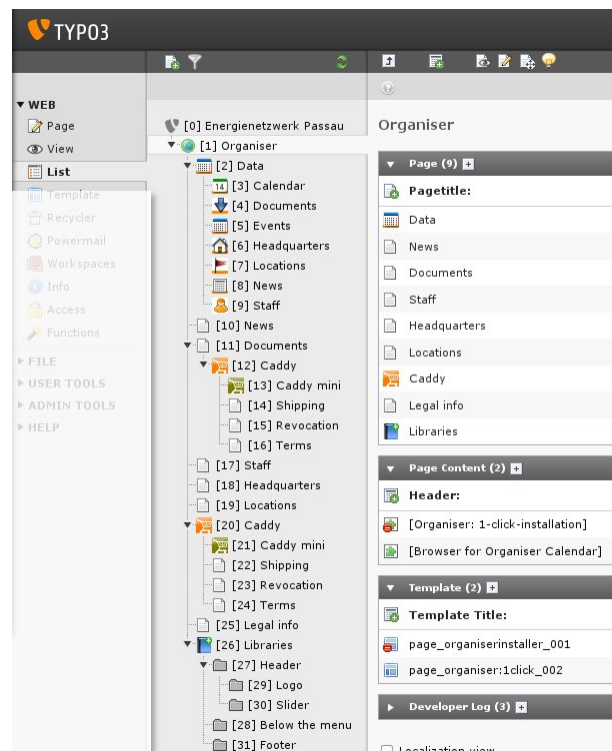 TYPO3
WEB
Page
View
List
Template
Recycler
Powermail
Workspaces
Info
Access
Functions
FILE
USER TOOLS
ADMIN TOOLS
HELP
[0] Energienetzwerk Passau
[1] Organiser
[2] Data
14 [3] Calendar
[4] Documents
[5] Events
[6] Headquarters
[7] Locations
[8] News
[9] Staff
[10] News
[11] Documents
[12] Caddy
[13] Caddy mini
[14] Shipping
[15] Revocation
[16] Terms
[17] Staff
[18] Headquarters
[19] Locations
[20] Caddy
[21] Caddy mini
[22] Shipping
[23] Revocation
[24] Terms
[25] Legal info
[26] Libraries
[27] Header
[29] Logo
[30] Slider
[28] Below the menu
[31] Footer
Organiser
Page (9)
Pagetitle:
Data
News
Documents
Staff
Headquarters
Locations
Caddy
Legal info
Libraries
Page Content (2)
Header:
[Organiser: 1-click-installation]
[Browser for Organiser Calendar]
Template (2)
Template Title:
page_organiserinstaller_001
page_organiser:1click_002
Developer Log (3)
Localization view